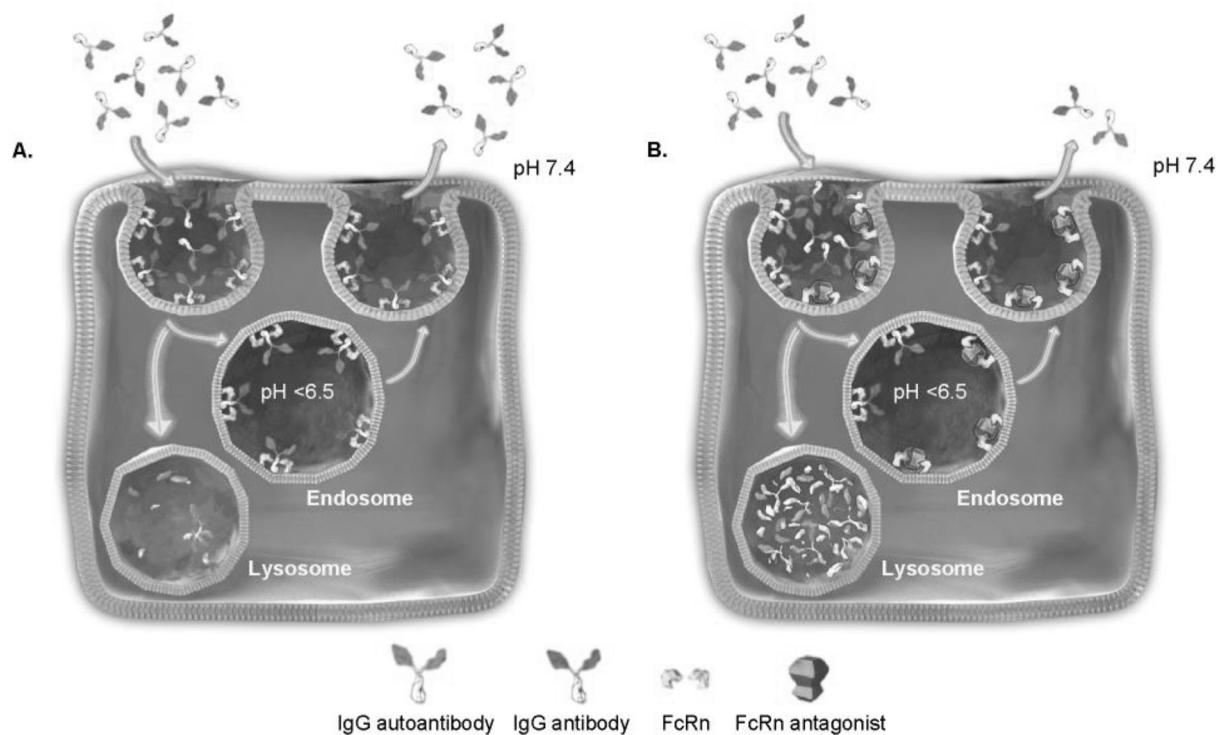 A.
pH 7.4
pH <6.5
Endosome
Lysosome
B.
pH 7.4
pH <6.5
Endosome
Lysosome
IgG autoantibody
IgG antibody
FcRn
FcRn antagonist